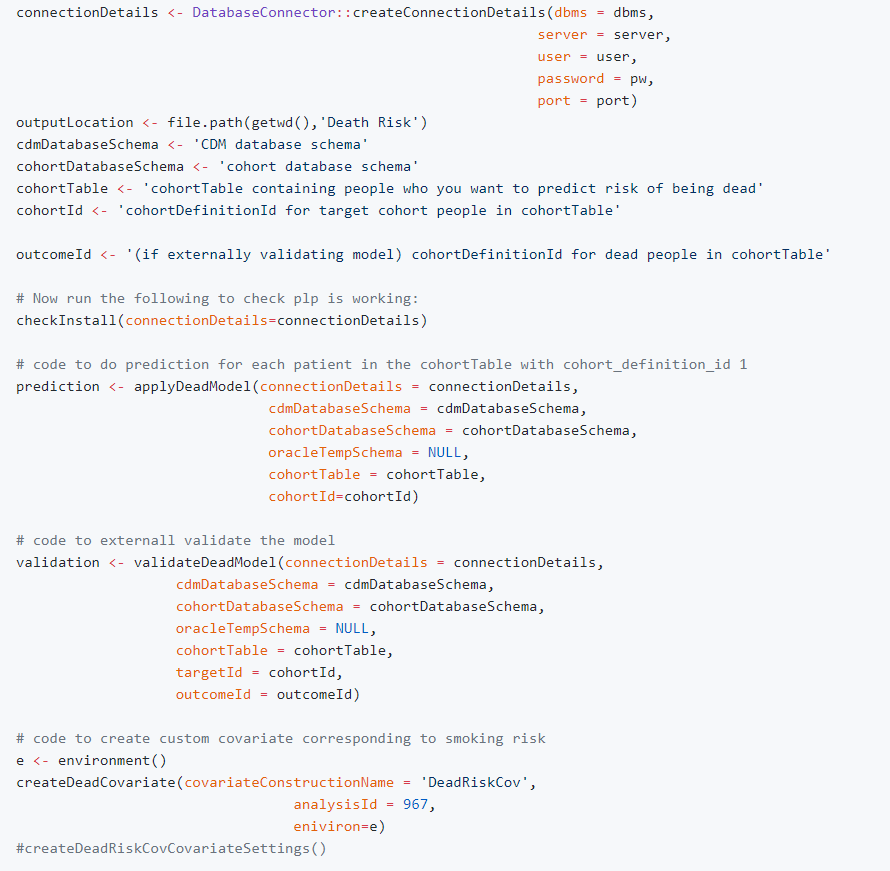 connectionDetails <- DatabaseConnector::createConnectionDetails(dbms = dbms,
server = server,
user = user,
password = pw,
port = port)
outputLocation <- file.path(getwd(),'Death Risk')
cdmDatabaseSchema <- 'CDM database schema'
cohortDatabaseSchema <- 'cohort database schema'
cohortTable <- 'cohortTable containing people who you want to predict risk of being dead'
cohortId <- 'cohortDefinitionId for target cohort people in cohortTable'
outcomeId <- '(if externally validating model) cohortDefinitionId for dead people in cohortTable'
# Now run the following to check plp is working:
checkInstall(connectionDetails=connectionDetails)
# code to do prediction for each patient in the cohortTable with cohort_definition_id 1
prediction <- applyDeadModel(connectionDetails = connectionDetails,
cdmDatabaseSchema = cdmDatabaseSchema,
cohortDatabaseSchema = cohortDatabaseSchema,
oracleTempSchema = NULL,
cohortTable = cohortTable,
cohortId=cohortId)
# code to externall validate the model
validation <- validateDeadModel(connectionDetails = connectionDetails,
cdmDatabaseSchema = cdmDatabaseSchema,
cohortDatabaseSchema = cohortDatabaseSchema,
oracleTempSchema = NULL,
cohortTable = cohortTable,
targetId = cohortId,
outcomeId = outcomeId)
# code to create custom covariate corresponding to smoking risk
e <- environment()
createDeadCovariate(covariateConstructionName = 'DeadRiskCov',
analysisId = 967,
eniviron=e)
#createDeadRiskCovCovariateSettings()